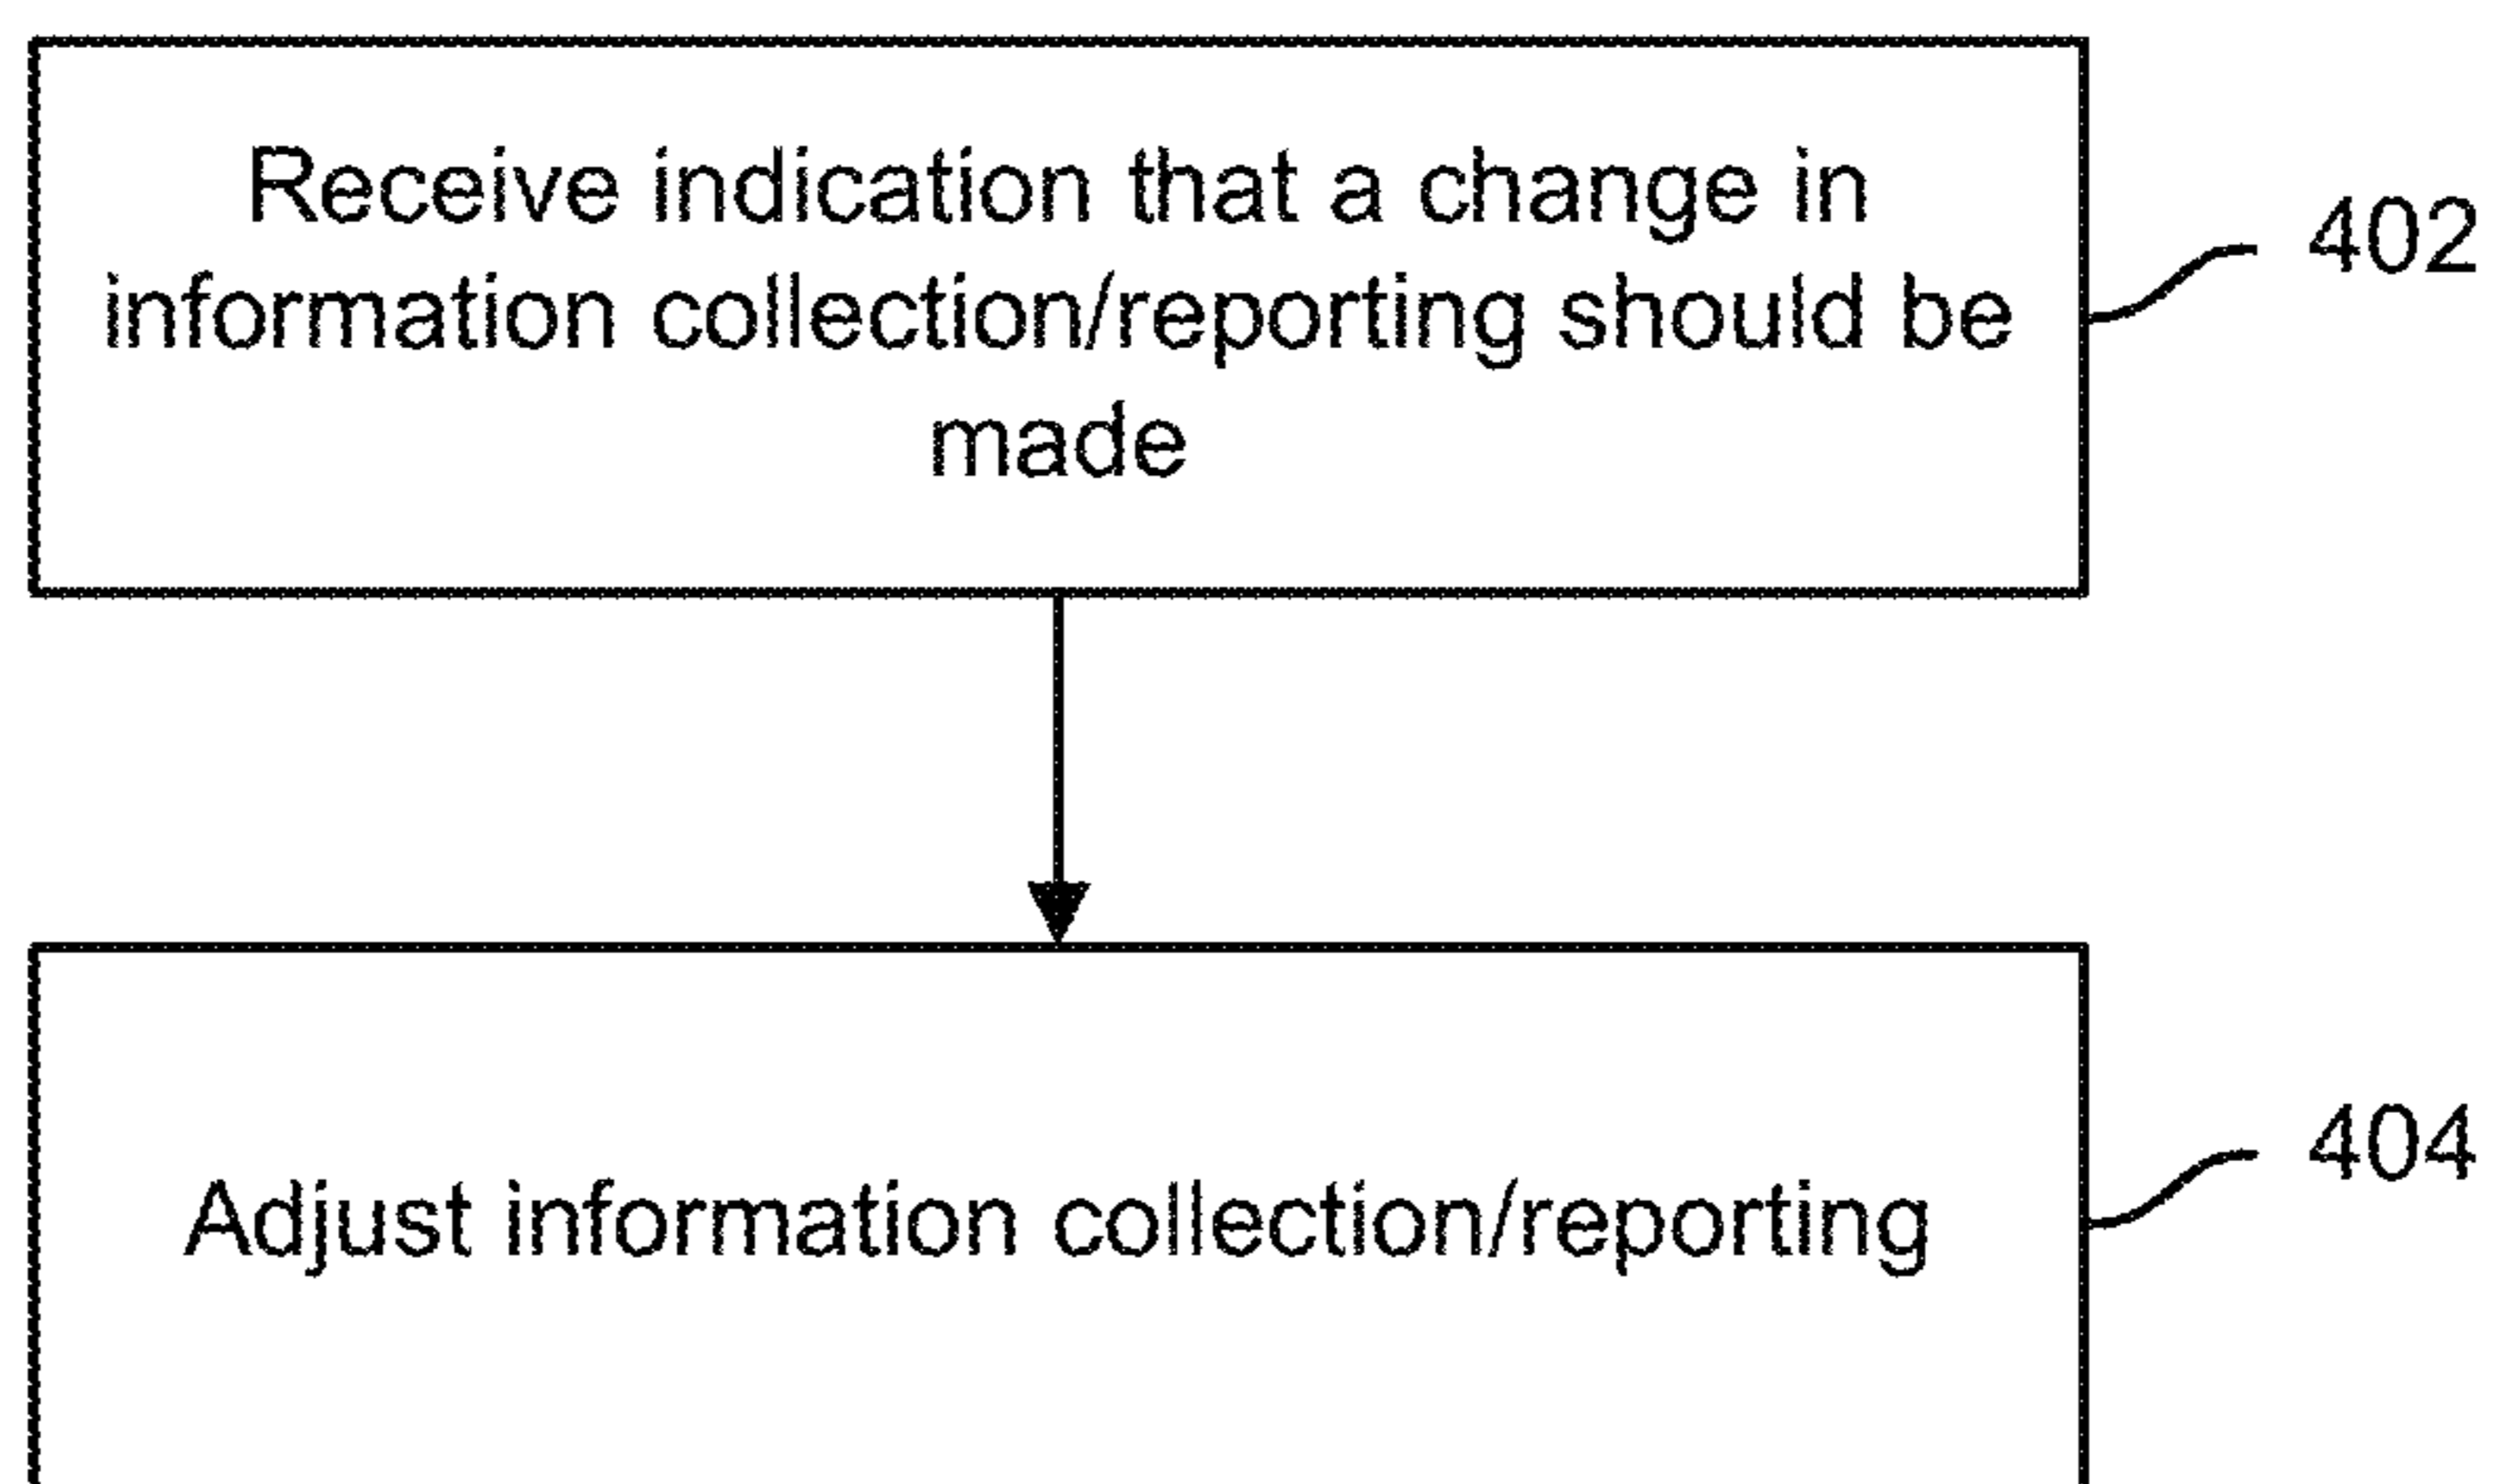 Receive indication that a change in
information collection/reporting should be
made
402
Adjust information collection/reporting
404